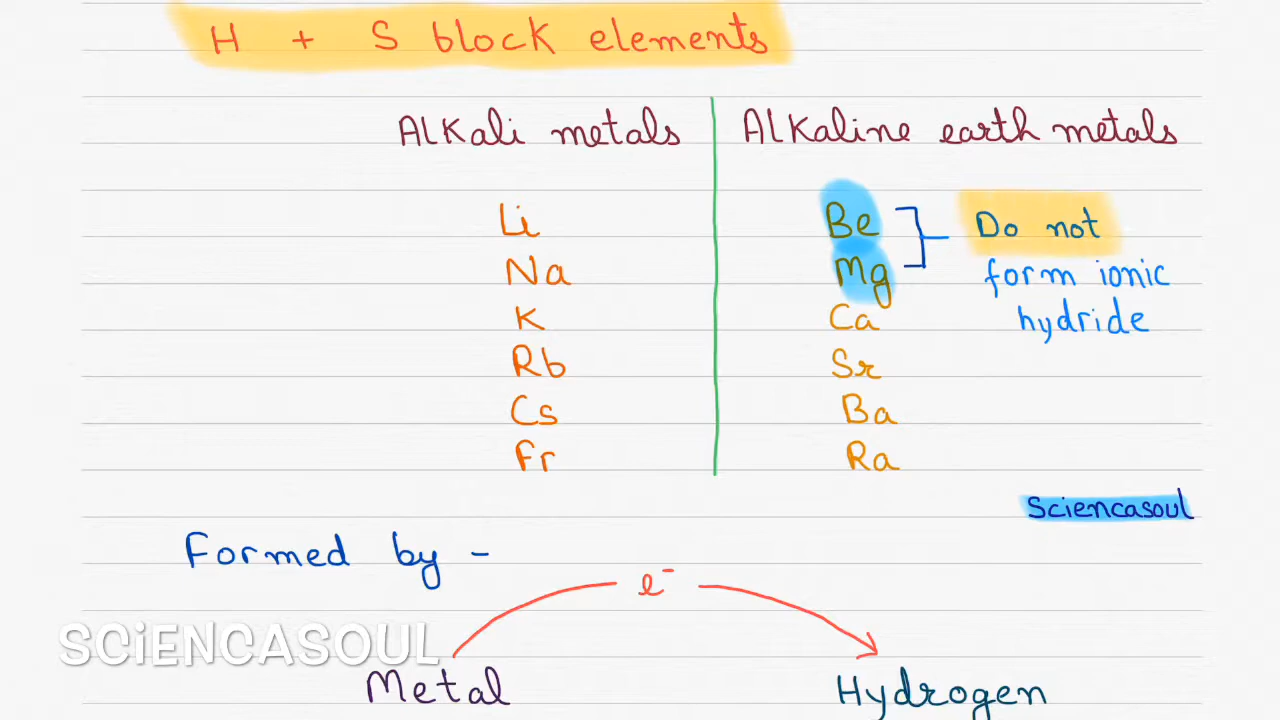 H + S block elements
Alkali metals
Alkaline earth metals
Li
Na
K
Rb
Cs
Fr
Be
Mg
Ca
Sr
Ba
Ra
Do not
form ionic
hydride
Sciencasoul
Formed by -
e⁻
SCiENCASOUL
Metal
Hydrogen